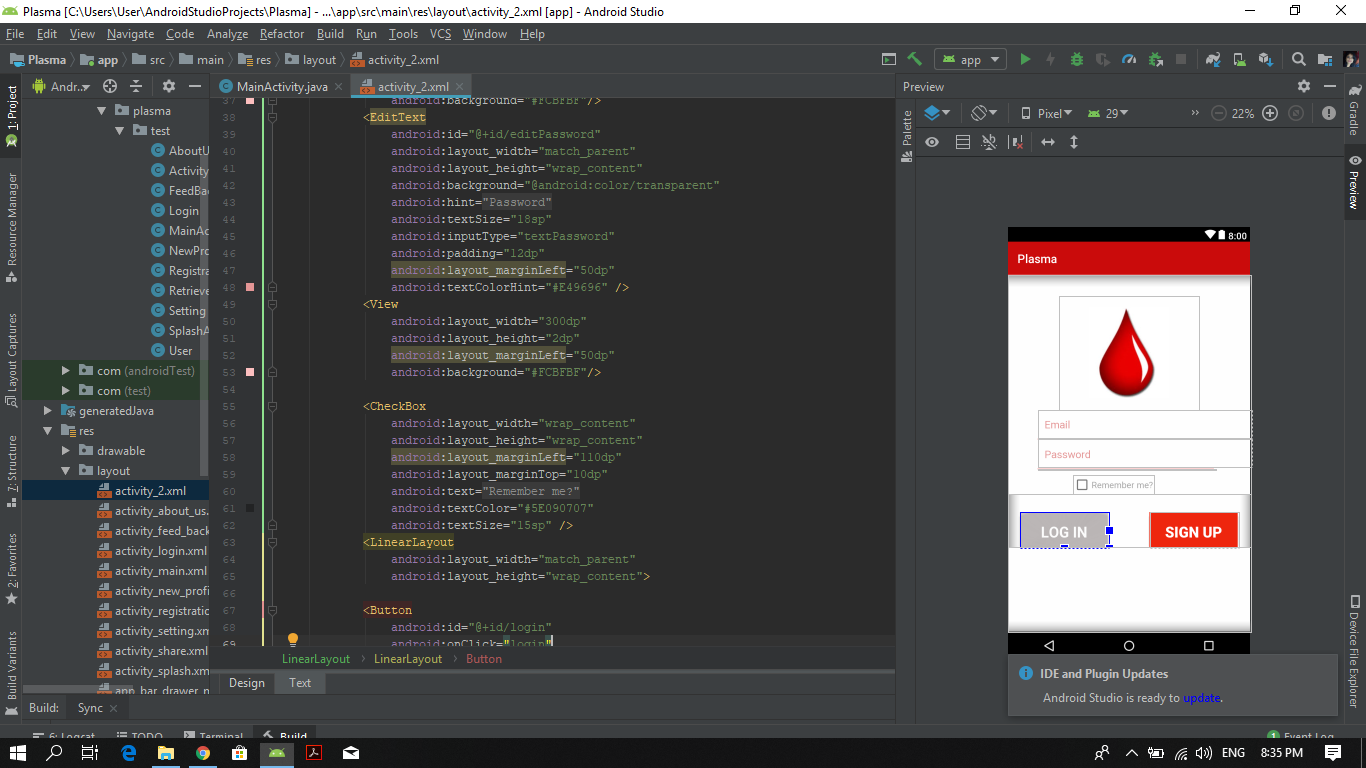 Plasma [C:\Users\User\AndroidStudioProjects\Plasma] - ...\app\src\main\res\layout\activity_2.xml [app] - Android Studio
File Edit View Navigate Code Analyze Refactor Build Run Tools VCS Window Help
Plasma app src main res layout activity_2.xml
app
Andr..
MainActivity.java
activity_2.xml
Preview
1: Project
Resource Manager
Layout Captures
7: Structure
2: Favorites
Build Variants
plasma
test
AboutU
Activity
FeedBa
Login
MainAc
NewPro
Registra
Retrieve
Setting
SplashA
User
com (androidTest)
com (test)
generatedJava
res
drawable
layout
activity_2.xml
activity_about_us.
activity_feed_back
activity_login.xml
activity_main.xml
activity_new_profi
activity_registratio
activity_setting.xm
activity_share.xml
activity_splash.xm
app_bar_drawer_n
37 android:background="#FCBFBF"/>
38 <EditText
39 android:id="@+id/editPassword"
40 android:layout_width="match_parent"
41 android:layout_height="wrap_content"
42 android:background="@android:color/transparent"
43 android:hint="Password"
44 android:textSize="18sp"
45 android:inputType="textPassword"
46 android:padding="12dp"
47 android:layout_marginLeft="50dp"
48 android:textColorHint="#E49696" />
49 <View
50 android:layout_width="300dp"
51 android:layout_height="2dp"
52 android:layout_marginLeft="50dp"
53 android:background="#FCBFBF"/>
54
55 <CheckBox
56 android:layout_width="wrap_content"
57 android:layout_height="wrap_content"
58 android:layout_marginLeft="110dp"
59 android:layout_marginTop="10dp"
60 android:text="Remember me?"
61 android:textColor="#5E090707"
62 android:textSize="15sp" />
63 <LinearLayout
64 android:layout_width="match_parent"
65 android:layout_height="wrap_content">
66
67 <Button
68 android:id="@+id/login"
69 android:onClick="login"
LinearLayout › LinearLayout › Button
Design Text
Palette
Pixel 29 » 22%
8:00
Plasma
Email
Password
Remember me?
LOG IN SIGN UP
IDE and Plugin Updates
Android Studio is ready to update.
Gradle
Preview
Device File Explorer
Build: Sync
6: Logcat TODO Terminal Build
1 Event Log
ENG 8:35 PM